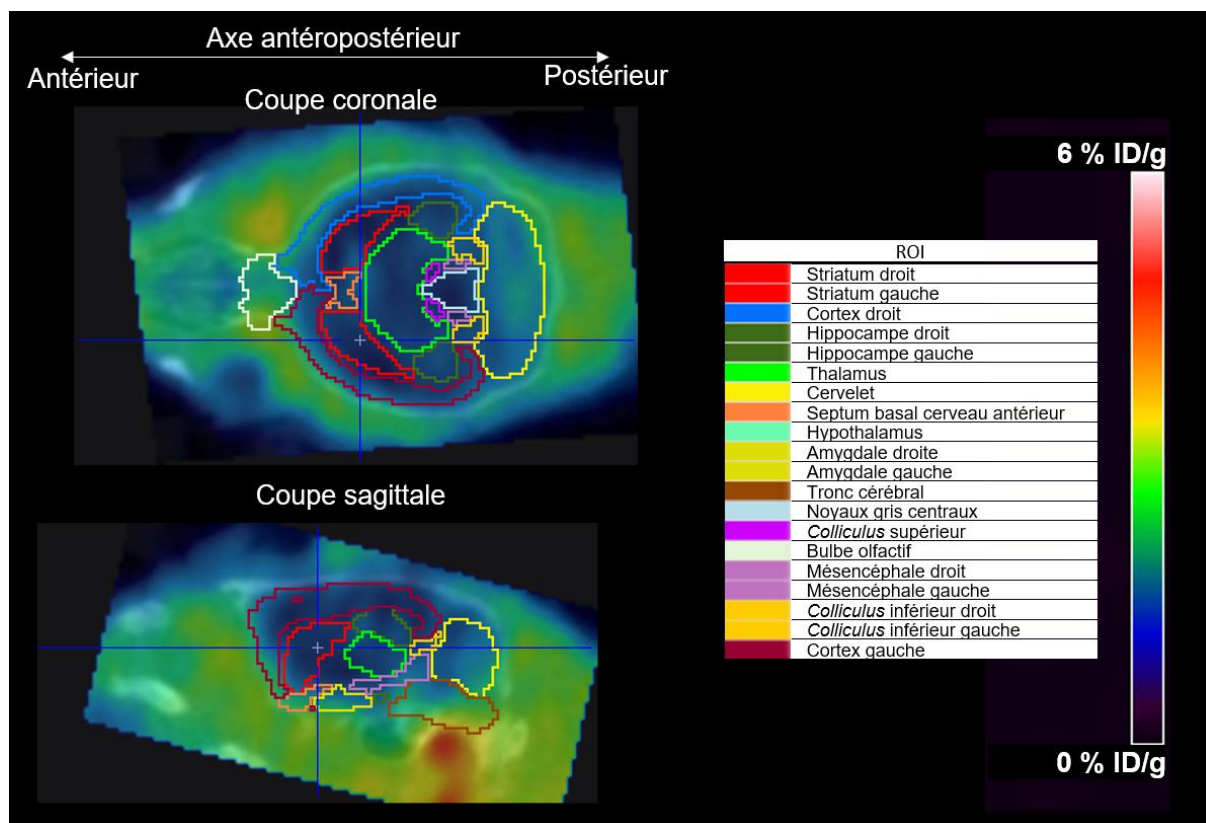 Axe antéropostérieur
Antérieur
Postérieur
Coupe coronale
Coupe sagittale
6 % ID/g
ROI
Striatum droit
Striatum gauche
Cortex droit
Hippocampe droit
Hippocampe gauche
Thalamus
Cervelet
Septum basal cerveau antérieur
Hypothalamus
Amygdale droite
Amygdale gauche
Tronc cérébral
Noyaux gris centraux
Colliculus supérieur
Bulbe olfactif
Mésencéphale droit
Mésencéphale gauche
Colliculus inférieur droit
Colliculus inférieur gauche
Cortex gauche
0 % ID/g